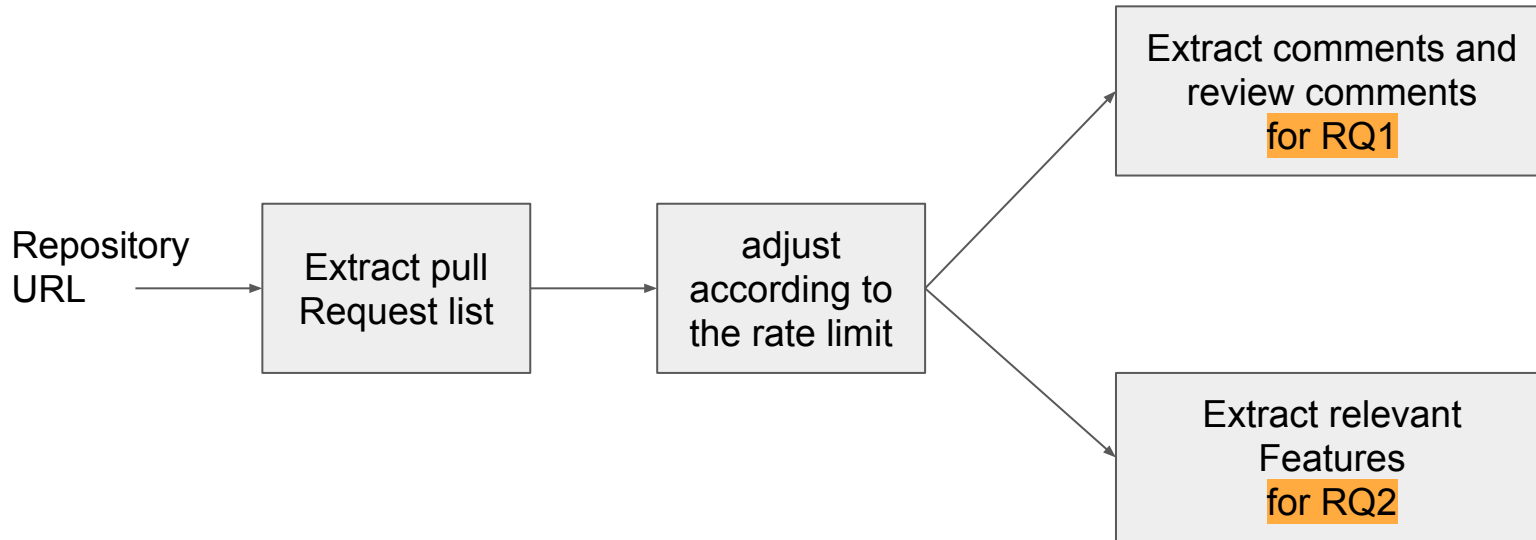 Repository
URL
Extract pull
Request list
adjust
according to
the rate limit
Extract comments and
review comments
for RQ1
Extract relevant
Features
for RQ2